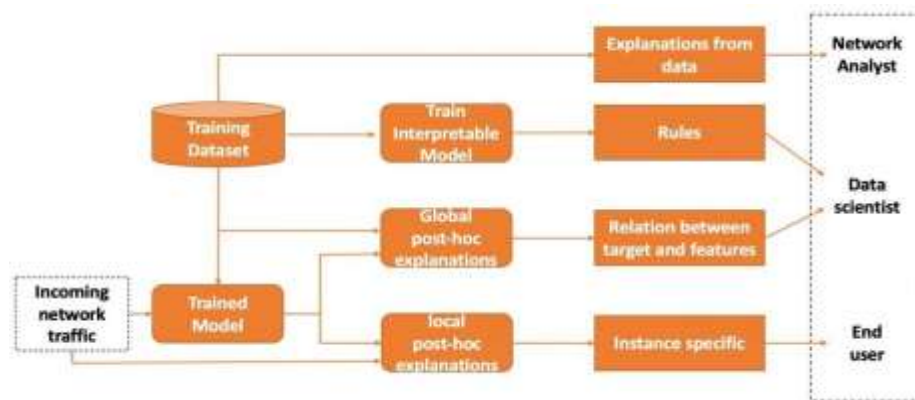 Explanations from
data
Network
Analyst
Training
Dataset
Train
Interpretable
Model
Rules
Data
scientist
Global
post-hoc
explanations
Relation between
target and features
Incoming
network
traffic
Trained
Model
local
post-hoc
explanations
Instance specific
End
user